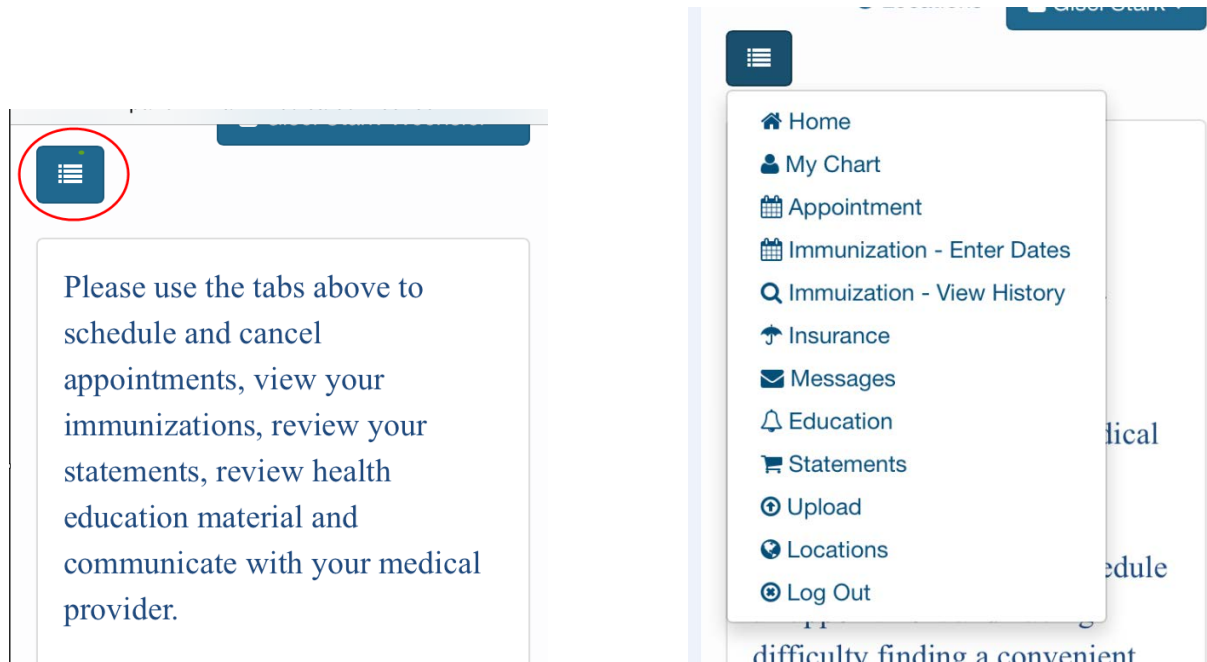 Please use the tabs above to
schedule and cancel
appointments, view your
immunizations, review your
statements, review health
education material and
communicate with your medical
provider.
Locations
Home
My Chart
Appointment
Immunization - Enter Dates
Immuization - View History
Insurance
Messages
Education
Statements
Upload
Locations
Log Out
difficulty finding a convenient